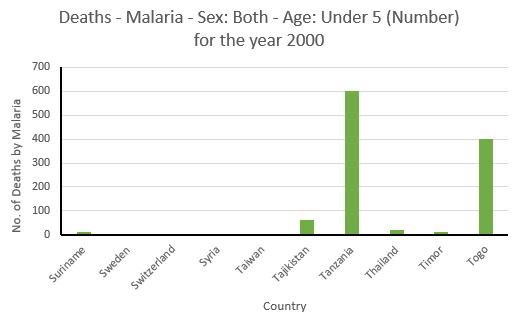 Deaths - Malaria - Sex: Both - Age: Under 5 (Number)
for the year 2000
700
600
500
400
300
200
100
0
No. of Deaths by Malaria
Suriname
Sweden
Switzerland
Syria
Taiwan
Tajikistan
Tanzania
Thailand
Timor
Togo
Country